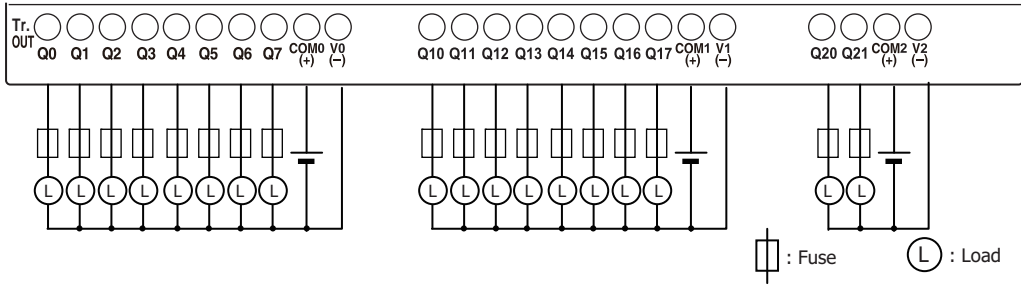 Tr.
OUT
Q0 Q1 Q2 Q3 Q4 Q5 Q6 Q7 COM0 (+) V0 (−) Q10 Q11 Q12 Q13 Q14 Q15 Q16 Q17 COM1 (+) V1 (−) Q20 Q21 COM2 (+) V2 (−)
L L L L L L L L L L L L L L L L L L
: Fuse L : Load